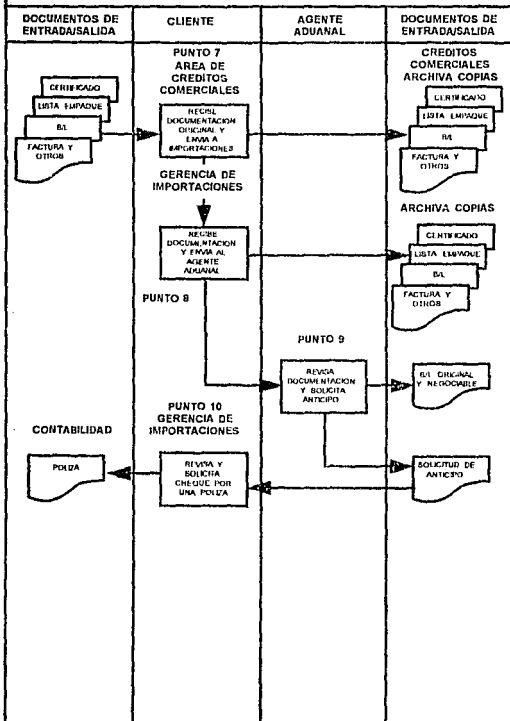 DOCUMENTOS DE
ENTRADA/SALIDA
CLIENTE
AGENTE
ADUANAL
DOCUMENTOS DE
ENTRADA/SALIDA
PUNTO 7
AREA DE
CREDITOS
COMERCIALES
CREDITOS
COMERCIALES
ARCHIVA COPIAS
CERTIFICADO
LISTA EMPAQUE
B/L
FACTURA Y
OTROS
RECIBE
DOCUMENTACION
ORIGINAL Y
ENVIA A
IMPORTACIONES
CERTIFICADO
LISTA EMPAQUE
B/L
FACTURA Y
OTROS
GERENCIA DE
IMPORTACIONES
ARCHIVA COPIAS
RECIBE
DOCUMENTACION
Y ENVIA AL
AGENTE
ADUANAL
CERTIFICADO
LISTA EMPAQUE
B/L
FACTURA Y
OTROS
PUNTO 8
PUNTO 9
REVISA
DOCUMENTACION
Y SOLICITA
ANTICIPO
B/L ORIGINAL
Y NEGOCIABLE
PUNTO 10
GERENCIA DE
IMPORTACIONES
CONTABILIDAD
POLIZA
REVISA Y
SOLICITA
CHEQUE POR
UNA POLIZA
SOLICITUD DE
ANTICIPO